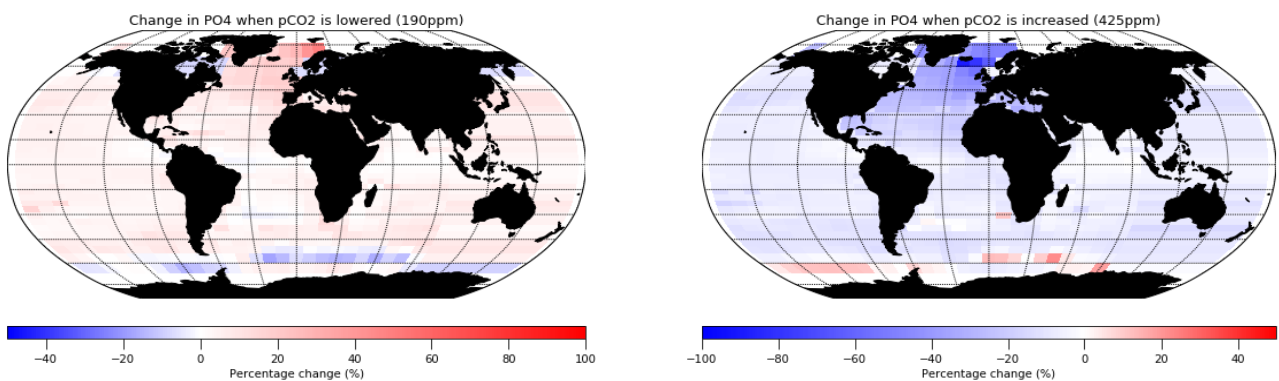 Change in PO4 when pCO2 is lowered (190ppm)
−40 −20 0 20 40 60 80 100
Percentage change (%)
Change in PO4 when pCO2 is increased (425ppm)
−100 −80 −60 −40 −20 0 20 40
Percentage change (%)